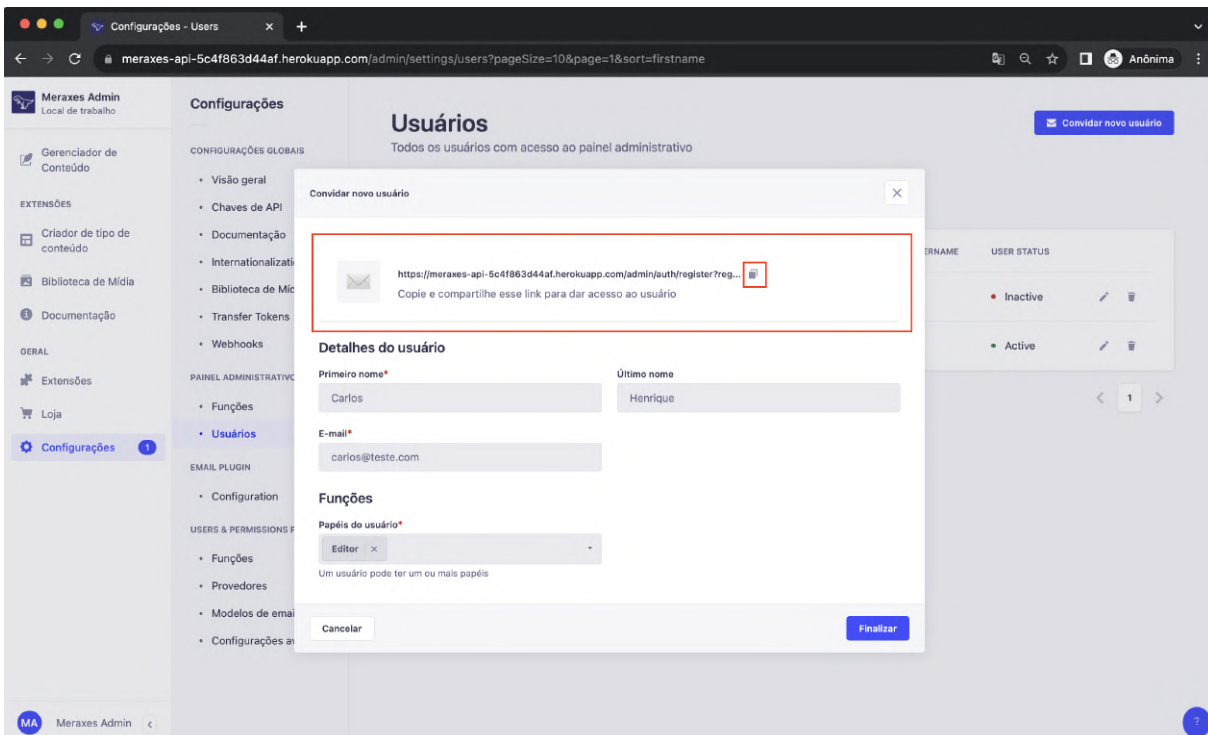 Configurações - Users
meraxes-api-5c4f863d44af.herokuapp.com/admin/settings/users?pageSize=10&page=1&sort=firstname
Anônima
Meraxes Admin
Local de trabalho
Gerenciador de
Conteúdo
EXTENSÕES
Criador de tipo de
conteúdo
Biblioteca de Mídia
Documentação
GERAL
Extensões
Loja
Configurações
1
MA
Meraxes Admin
Configurações
CONFIGURAÇÕES GLOBAIS
Visão geral
Chaves de API
Documentação
Internationalizati
Biblioteca de Míd
Transfer Tokens
Webhooks
PAINEL ADMINISTRATIVO
Funções
Usuários
EMAIL PLUGIN
Configuration
USERS & PERMISSIONS P
Funções
Provedores
Modelos de emai
Configurações av
Usuários
Todos os usuários com acesso ao painel administrativo
Convidar novo usuário
ERNAME
USER STATUS
Inactive
Active
1
Convidar novo usuário
https://meraxes-api-5c4f863d44af.herokuapp.com/admin/auth/register?reg...
Copie e compartilhe esse link para dar acesso ao usuário
Detalhes do usuário
Primeiro nome*
Último nome
Carlos
Henrique
E-mail*
carlos@teste.com
Funções
Papéis do usuário*
Editor
Um usuário pode ter um ou mais papéis
Cancelar
Finalizar
?